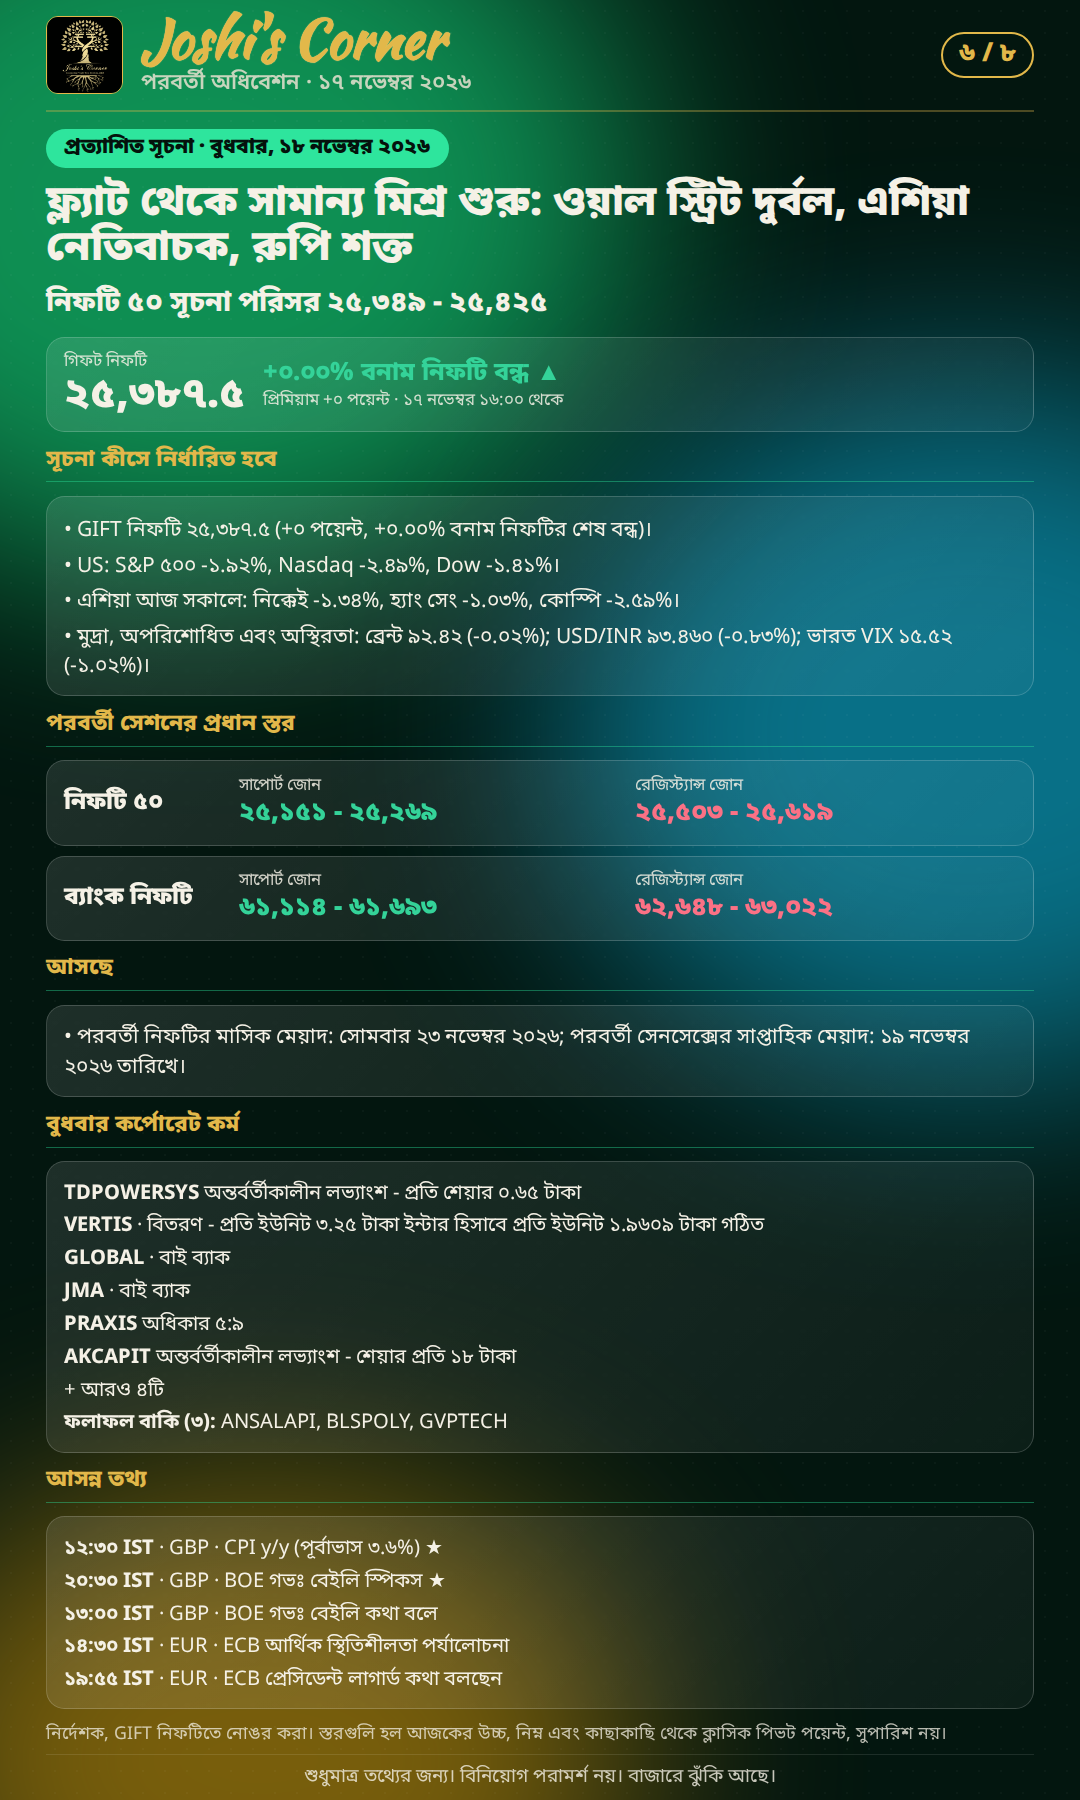 Joshi's Corner
পরবর্তী অধিবেশন · ১৭ নভেম্বর ২০২৬
৬ / ৮
প্রত্যাশিত সূচনা · বুধবার, ১৮ নভেম্বর ২০২৬
ফ্ল্যাট থেকে সামান্য মিশ্র শুরু: ওয়াল স্ট্রিট দুর্বল, এশিয়া
নেতিবাচক, রুপি শক্ত
নিফটি ৫০ সূচনা পরিসর ২৫,৩৪৯ - ২৫,৪২৫
গিফট নিফটি
২৫,৩৮৭.৫
+০.০০% বনাম নিফটি বন্ধ ▲
প্রিমিয়াম +০ পয়েন্ট · ১৭ নভেম্বর ১৬:০০ থেকে
সূচনা কীসে নির্ধারিত হবে
• GIFT নিফটি ২৫,৩৮৭.৫ (+০ পয়েন্ট, +০.০০% বনাম নিফটির শেষ বন্ধ)।
• US: S&P ৫০০ -১.৯২%, Nasdaq -২.৪৯%, Dow -১.৪১%।
• এশিয়া আজ সকালে: নিক্কেই -১.৩৪%, হ্যাং সেং -১.০৩%, কোস্পি -২.৫৯%।
• মুদ্রা, অপরিশোধিত এবং অস্থিরতা: ব্রেন্ট ৯২.৪২ (-০.০২%); USD/INR ৯৩.৪৬০ (-০.৮৩%); ভারত VIX ১৫.৫২
(-১.০২%)।
পরবর্তী সেশনের প্রধান স্তর
নিফটি ৫০
সাপোর্ট জোন
২৫,১৫১ - ২৫,২৬৯
রেজিস্ট্যান্স জোন
২৫,৫০৩ - ২৫,৬১৯
ব্যাংক নিফটি
সাপোর্ট জোন
৬১,১১৪ - ৬১,৬৯৩
রেজিস্ট্যান্স জোন
৬২,৬৪৮ - ৬৩,০২২
আসছে
• পরবর্তী নিফটির মাসিক মেয়াদ: সোমবার ২৩ নভেম্বর ২০২৬; পরবর্তী সেনসেক্সের সাপ্তাহিক মেয়াদ: ১৯ নভেম্বর
২০২৬ তারিখে।
বুধবার কর্পোরেট কর্ম
TDPOWERSYS অন্তর্বর্তীকালীন লভ্যাংশ - প্রতি শেয়ার ০.৬৫ টাকা
VERTIS · বিতরণ - প্রতি ইউনিট ৩.২৫ টাকা ইন্টার হিসাবে প্রতি ইউনিট ১.৯৬০৯ টাকা গঠিত
GLOBAL · বাই ব্যাক
JMA · বাই ব্যাক
PRAXIS অধিকার ৫:৯
AKCAPIT অন্তর্বর্তীকালীন লভ্যাংশ - শেয়ার প্রতি ১৮ টাকা
+ আরও ৪টি
ফলাফল বাকি (৩): ANSALAPI, BLSPOLY, GVPTECH
আসন্ন তথ্য
১২:৩০ IST · GBP · CPI y/y (পূর্বাভাস ৩.৬%) ★
২০:৩০ IST · GBP · BOE গভঃ বেইলি স্পিকস ★
১৩:০০ IST · GBP · BOE গভঃ বেইলি কথা বলে
১৪:৩০ IST · EUR · ECB আর্থিক স্থিতিশীলতা পর্যালোচনা
১৯:৫৫ IST · EUR · ECB প্রেসিডেন্ট লাগার্ড কথা বলছেন
নির্দেশক, GIFT নিফটিতে নোঙর করা। স্তরগুলি হল আজকের উচ্চ, নিম্ন এবং কাছাকাছি থেকে ক্লাসিক পিভট পয়েন্ট, সুপারিশ নয়।
শুধুমাত্র তথ্যের জন্য। বিনিয়োগ পরামর্শ নয়। বাজারে ঝুঁকি আছে।